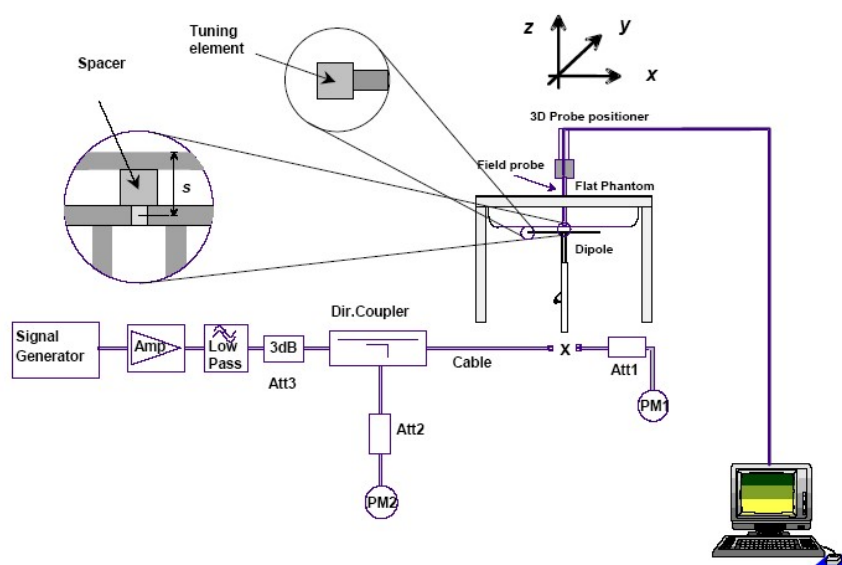 Tuning
element
z
y
x
Spacer
3D Probe positioner
Field probe
Flat Phantom
s
Dipole
Dir.Coupler
Signal
Generator
Amp
Low
Pass
3dB
Att3
Cable
X
Att1
PM1
Att2
PM2